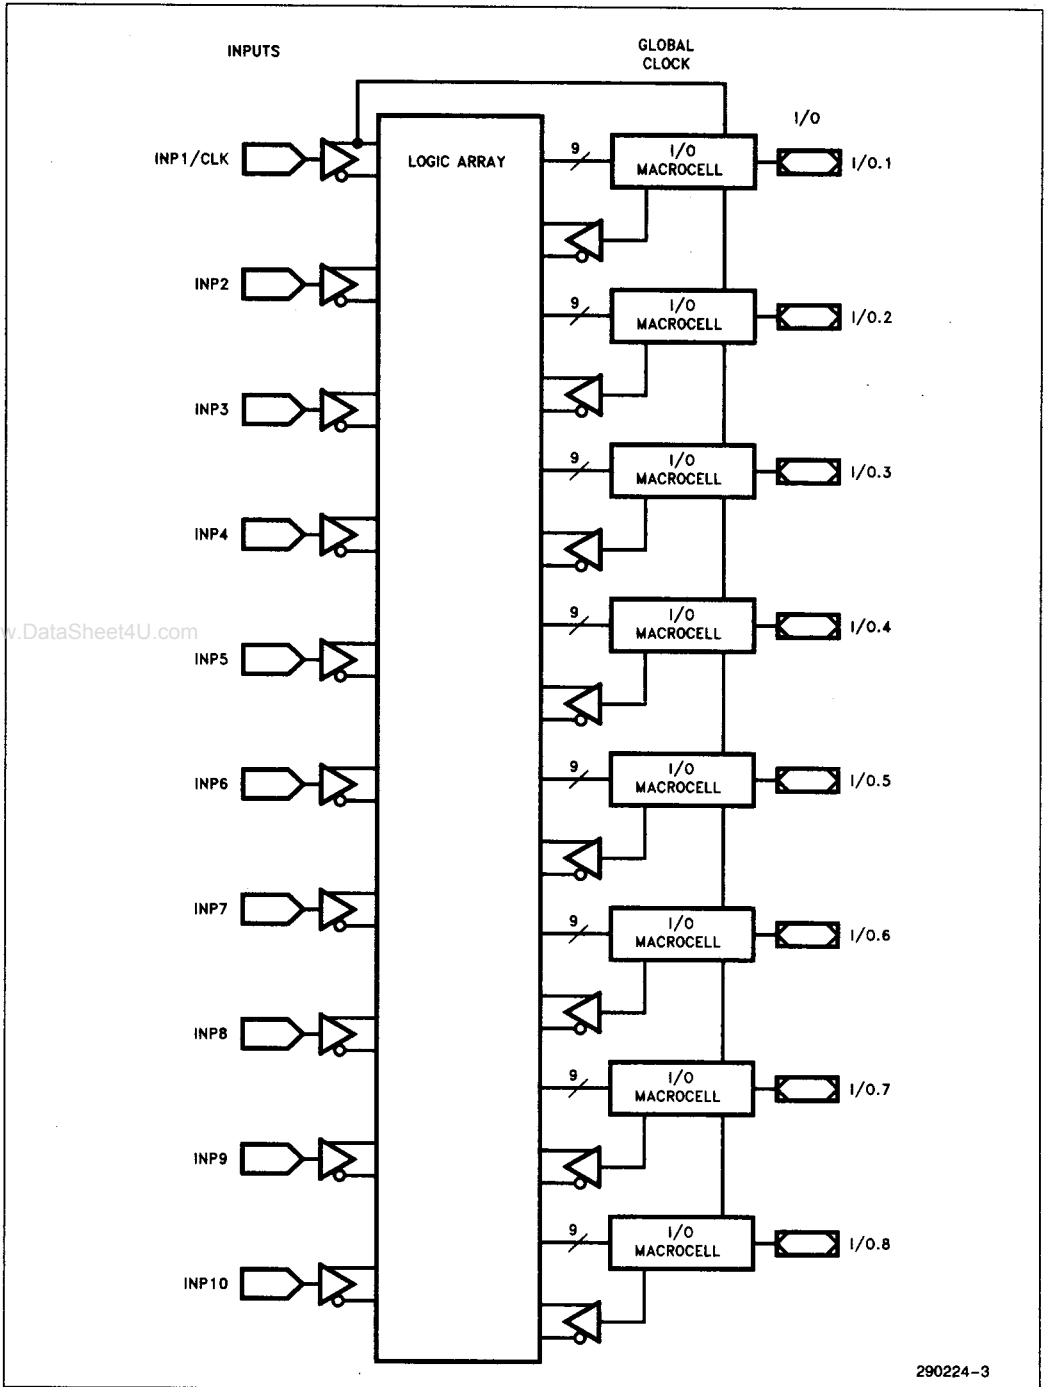 INPUTS
GLOBAL
CLOCK
I/O
INP1/CLK
LOGIC ARRAY
9
I/O
MACROCELL
I/O.1
INP2
9
I/O
MACROCELL
I/O.2
INP3
9
I/O
MACROCELL
I/O.3
INP4
9
I/O
MACROCELL
I/O.4
w.DataSheet4U.com
INP5
9
I/O
MACROCELL
I/O.5
INP6
INP7
9
I/O
MACROCELL
I/O.6
INP8
9
I/O
MACROCELL
I/O.7
INP9
9
I/O
MACROCELL
I/O.8
INP10
290224-3